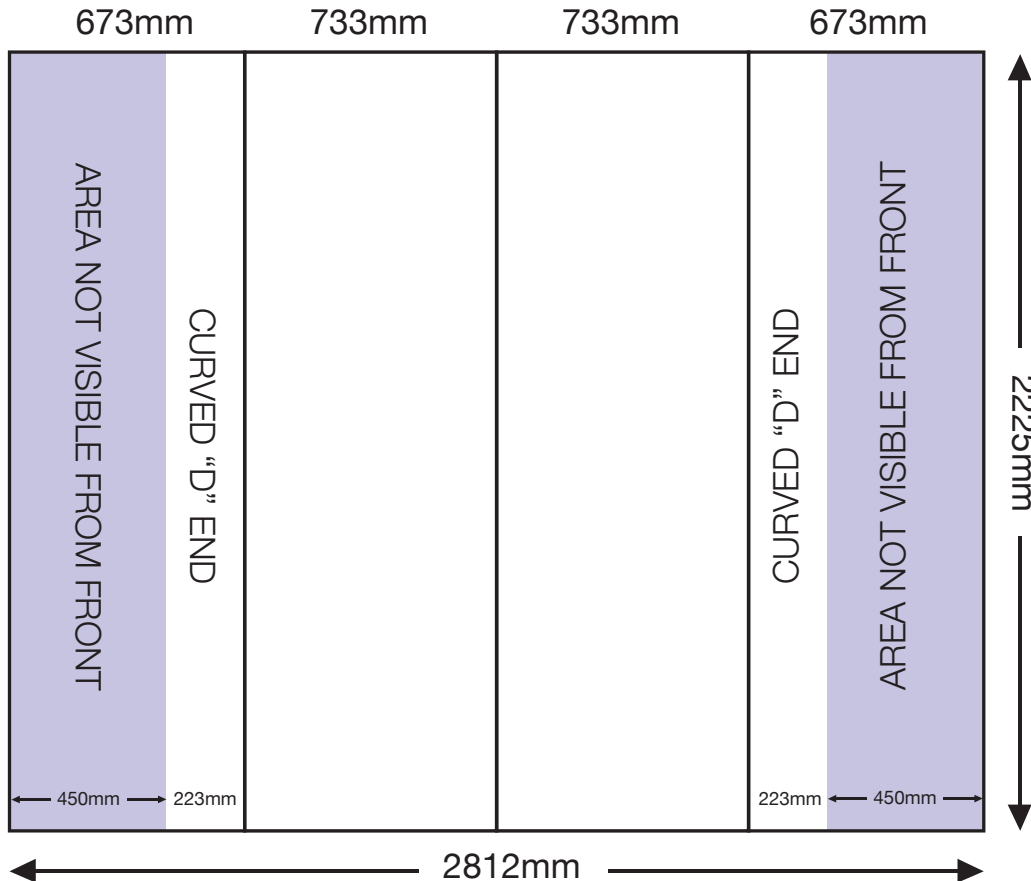 673mm 733mm 733mm 673mm
AREA NOT VISIBLE FROM FRONT
CURVED “D” END
CURVED “D” END
AREA NOT VISIBLE FROM FRONT
2225mm
450mm 223mm 223mm 450mm
2812mm